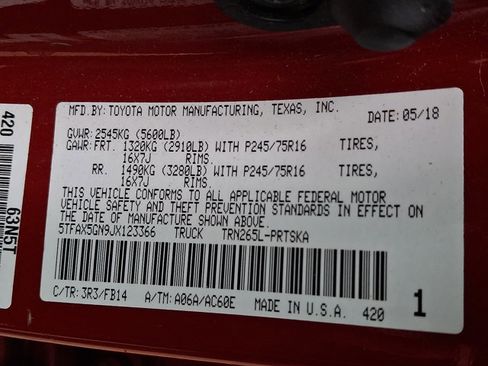 MFD.BY: TOYOTA MOTOR MANUFACTURING, TEXAS, INC. DATE: 05/18
GVWR: 2545KG (5600LB)
GAWR: FRT. 1320KG (2910LB) WITH P245/75R16 TIRES,
16X7J RIMS.
RR. 1490KG (3280LB) WITH P245/75R16 TIRES,
16X7J RIMS.
THIS VEHICLE CONFORMS TO ALL APPLICABLE FEDERAL MOTOR
VEHICLE SAFETY AND THEFT PREVENTION STANDARDS IN EFFECT ON
THE DATE OF MANUFACTURE SHOWN ABOVE.
5TFAX5GN9JX123366 TRUCK TRN265L-PRTSKA
C/TR: 3R3/FB14 A/TM: A06A/AC60E MADE IN U.S.A. 420 1
420
63N5T